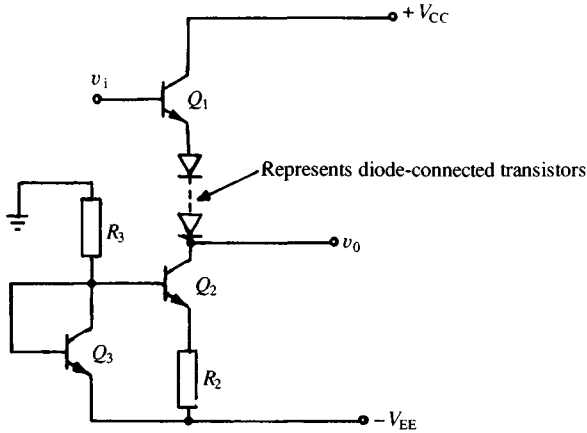 + V_CC
v_i
Q_1
Represents diode-connected transistors
R_3
v_0
Q_2
Q_3
R_2
− V_EE